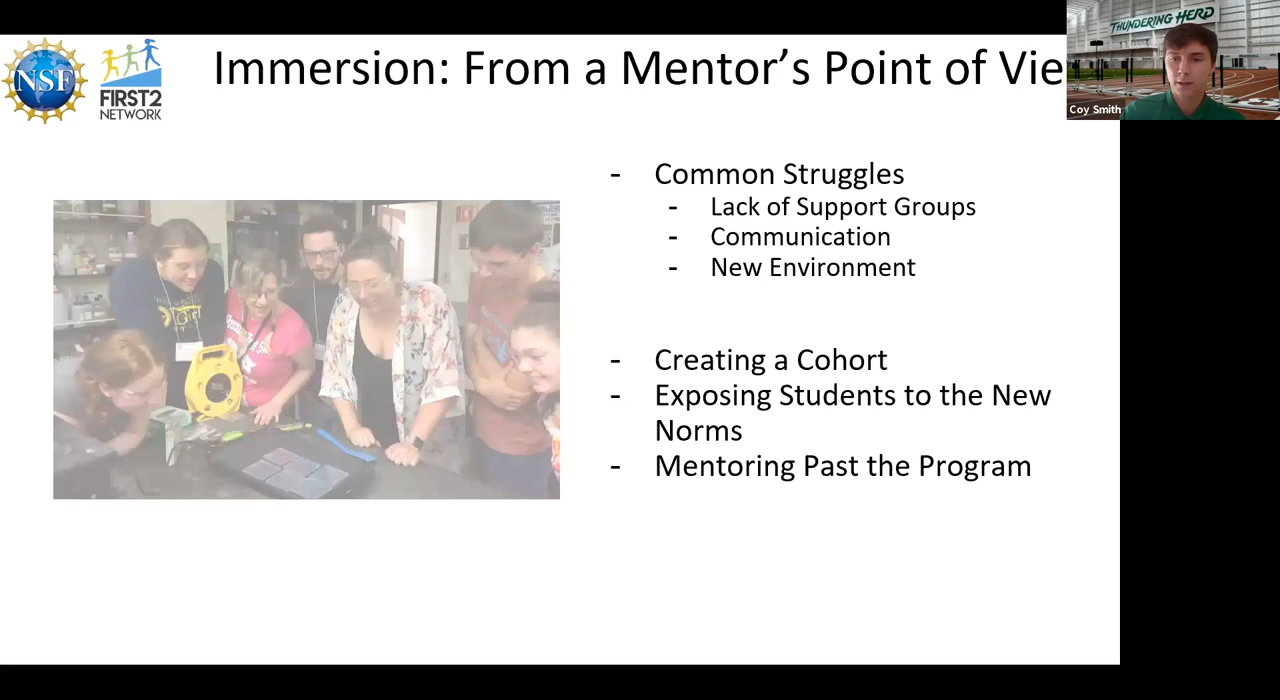 Immersion: From a Mentor's Point of Vie
THUNDERING HERD
Coy Smith
NSF
FIRST2
NETWORK
- Common Struggles
- Lack of Support Groups
- Communication
- New Environment
- Creating a Cohort
- Exposing Students to the New
Norms
- Mentoring Past the Program